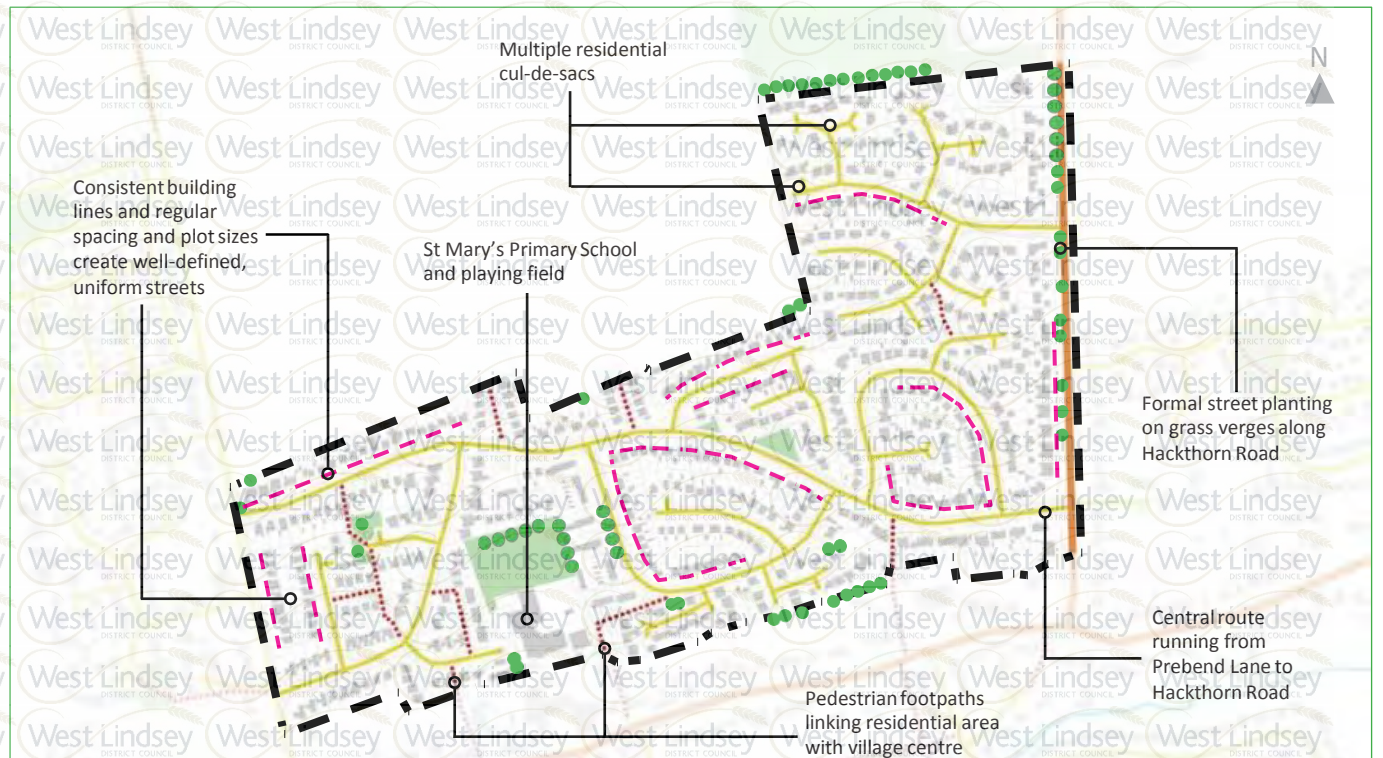 Multiple residential
cul-de-sacs
N
Consistent building
lines and regular
spacing and plot sizes
create well-defined,
uniform streets
St Mary's Primary School
and playing field
Formal street planting
on grass verges along
Hackthorn Road
Central route
running from
Prebend Lane to
Hackthorn Road
Pedestrian footpaths
linking residential area
with village centre
West Lindsey
DISTRICT COUNCIL